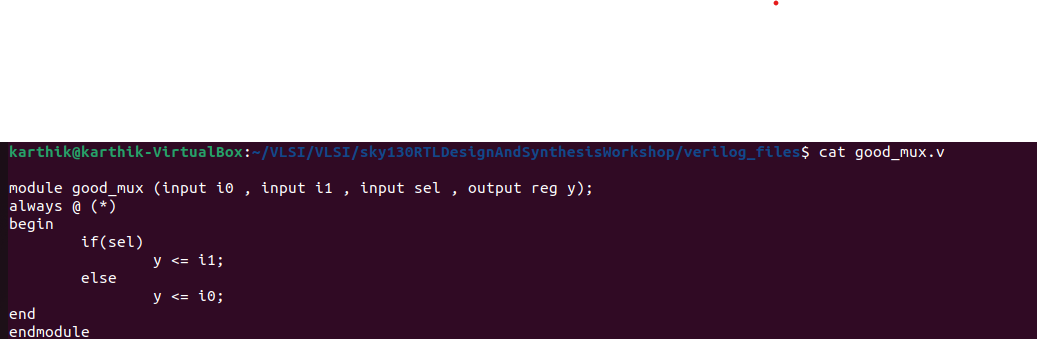 karthik@karthik-VirtualBox:~/VLSI/VLSI/sky130RTLDesignAndSynthesisWorkshop/verilog_files$ cat good_mux.v
module good_mux (input i0 , input i1 , input sel , output reg y);
always @ (*)
begin
if(sel)
y <= i1;
else
y <= i0;
end
endmodule